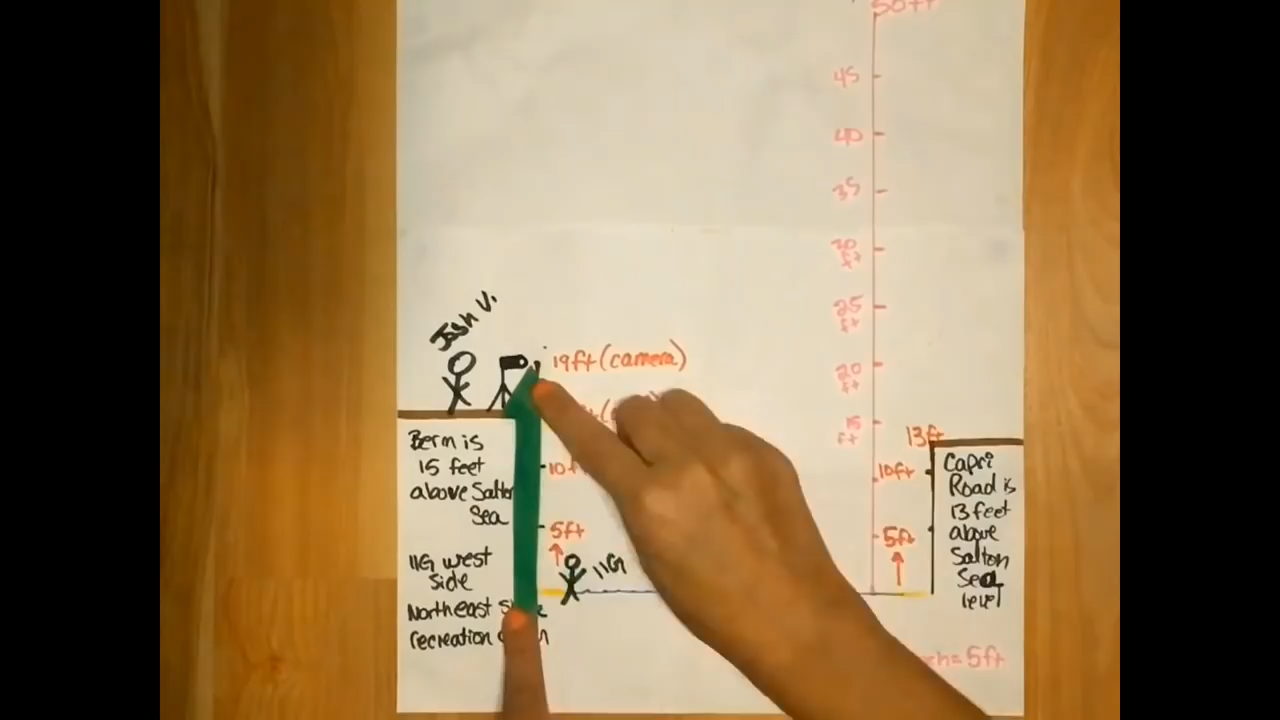 50ft
45
40
35
30
ft
25
ft
20
ft
15
ft
10ft
5ft
Josh V.
19ft (camera)
Berm is
15 feet
above Salton
Sea
11G west
side
Northeast
recreation
10ft
5ft
11G
13ft
Capri
Road is
13 feet
above
Salton
Sea
level
= 5ft